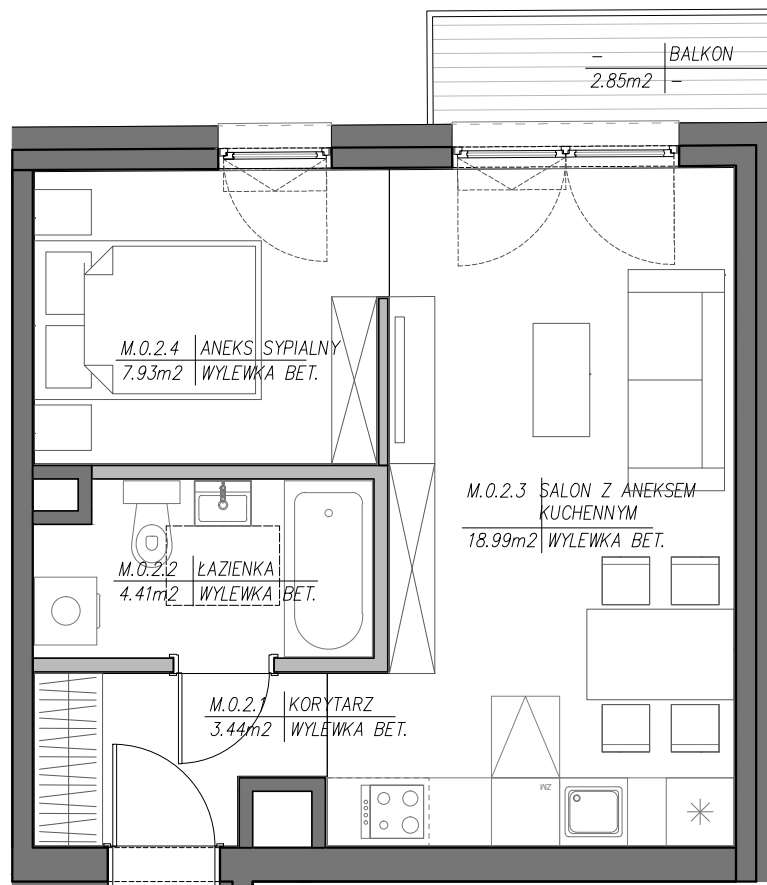 – BALKON
2.85m2 –
M.0.2.4 ANEKS SYPIALNY
7.93m2 WYLEWKA BET.
M.0.2.3 SALON Z ANEKSEM
KUCHENNYM
18.99m2 WYLEWKA BET.
M.0.2.2 ŁAZIENKA
4.41m2 WYLEWKA BET.
M.0.2.1 KORYTARZ
3.44m2 WYLEWKA BET.
ZM